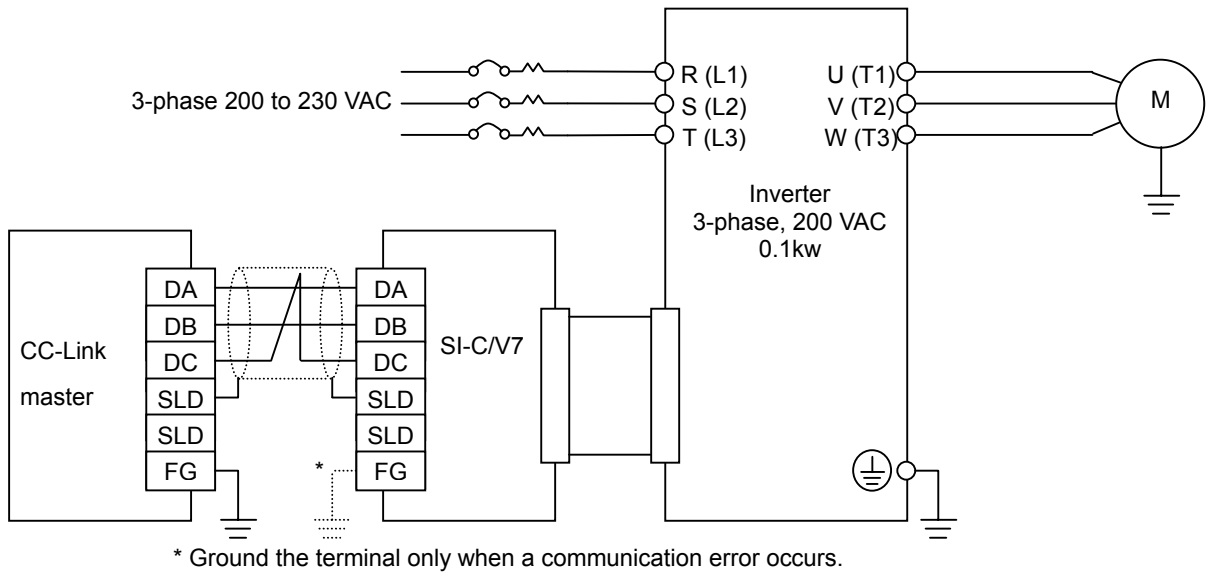 R (L1)
U (T1)
3-phase 200 to 230 VAC
S (L2)
V (T2)
M
T (L3)
W (T3)
Inverter
3-phase, 200 VAC
0.1kw
CC-Link
master
DA
DB
DC
SLD
SLD
FG
DA
DB
DC
SLD
SLD
FG
*
SI-C/V7
* Ground the terminal only when a communication error occurs.